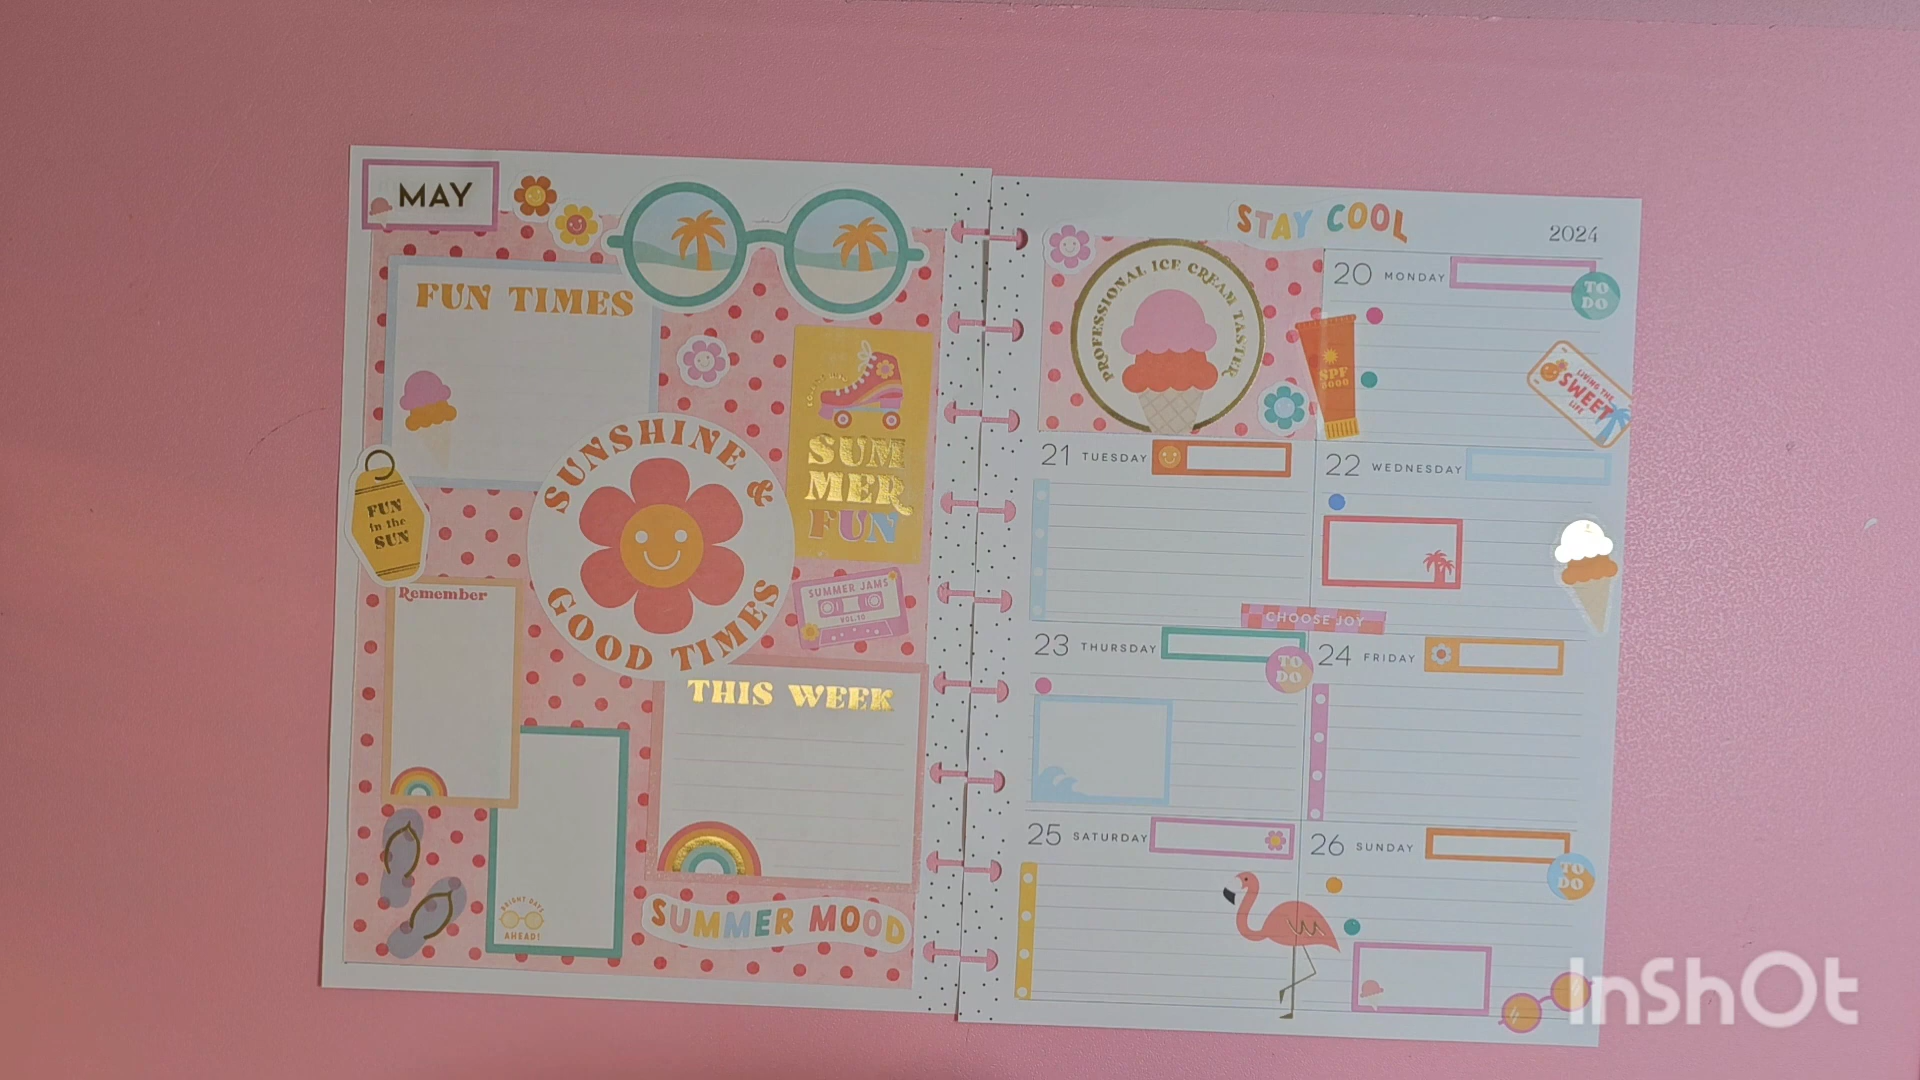 MAY
FUN TIMES
SUNSHINE &
GOOD TIMES
SUM
MER
FUN
FUN
in the
SUN
SUMMER JAMS
VOL.10
Remember
THIS WEEK
BRIGHT DAYS
AHEAD!
SUMMER MOOD
STAY COOL
2024
PROFESSIONAL ICE CREAM TASTER
20 MONDAY
TO
DO
SPF
3000
LIVING THE
SWEET
LIFE
21 TUESDAY
22 WEDNESDAY
CHOOSE JOY
23 THURSDAY
TO
DO
24 FRIDAY
25 SATURDAY
26 SUNDAY
TO
DO
InShOt